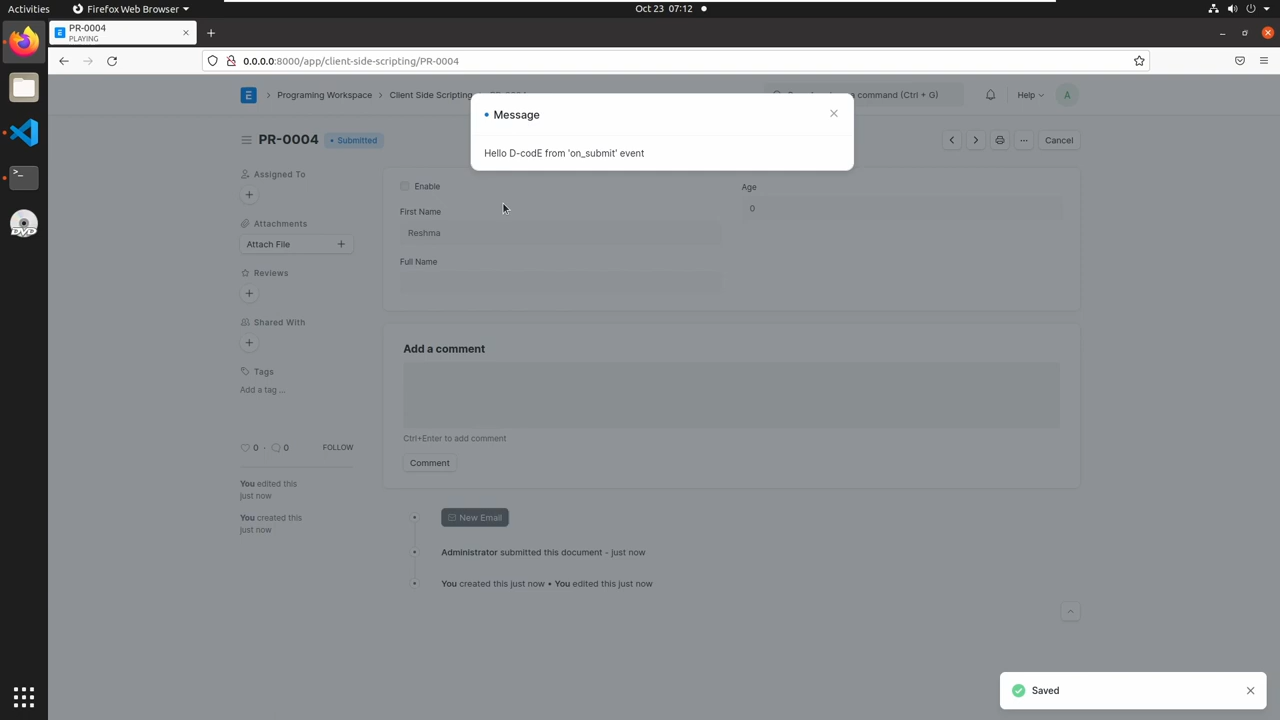 Activities
Firefox Web Browser
Oct 23 07:12
PR-0004
PLAYING
0.0.0.0:8000/app/client-side-scripting/PR-0004
E
Programing Workspace
Client Side Scripting
command (Ctrl + G)
Help
A
Message
Hello D-codE from 'on_submit' event
PR-0004
Submitted
Cancel
Assigned To
Attachments
Attach File
Reviews
Shared With
Tags
Add a tag ...
0 · 0 FOLLOW
You edited this
just now
You created this
just now
Enable
First Name
Reshma
Full Name
Age
0
Add a comment
Ctrl+Enter to add comment
Comment
New Email
Administrator submitted this document - just now
You created this just now • You edited this just now
DVD
Saved